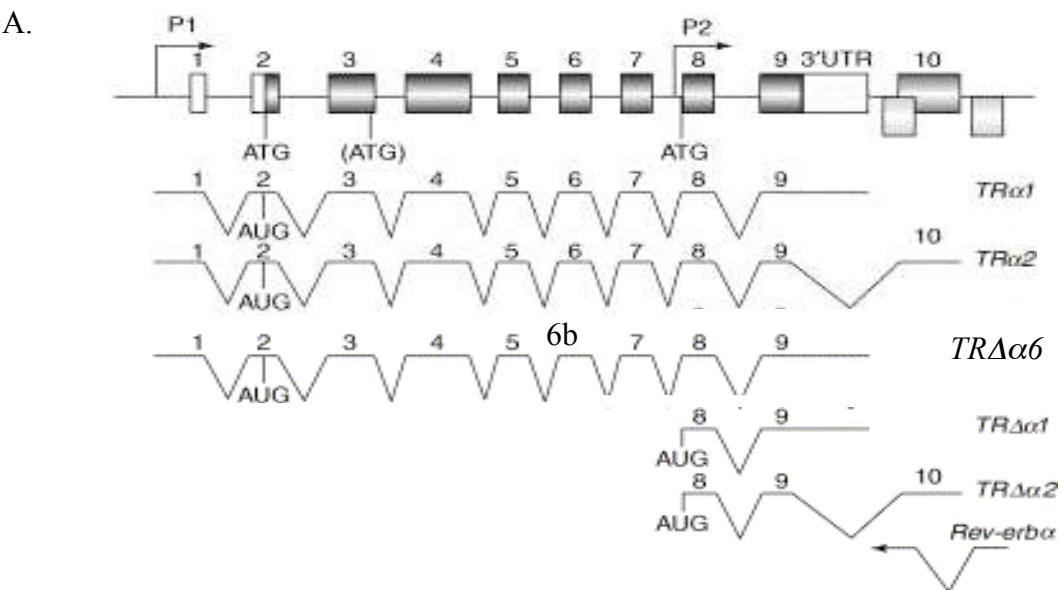 A.
P1 P2
1 2 3 4 5 6 7 8 9 3'UTR 10
ATG (ATG) ATG
1 2 3 4 5 6 7 8 9 TRα1
AUG
10
1 2 3 4 5 6 7 8 9 TRα2
AUG
1 2 3 4 5 6b 7 8 9 TRΔα6
AUG
8 9 TRΔα1
AUG
8 9 10 TRΔα2
AUG
Rev-erbα